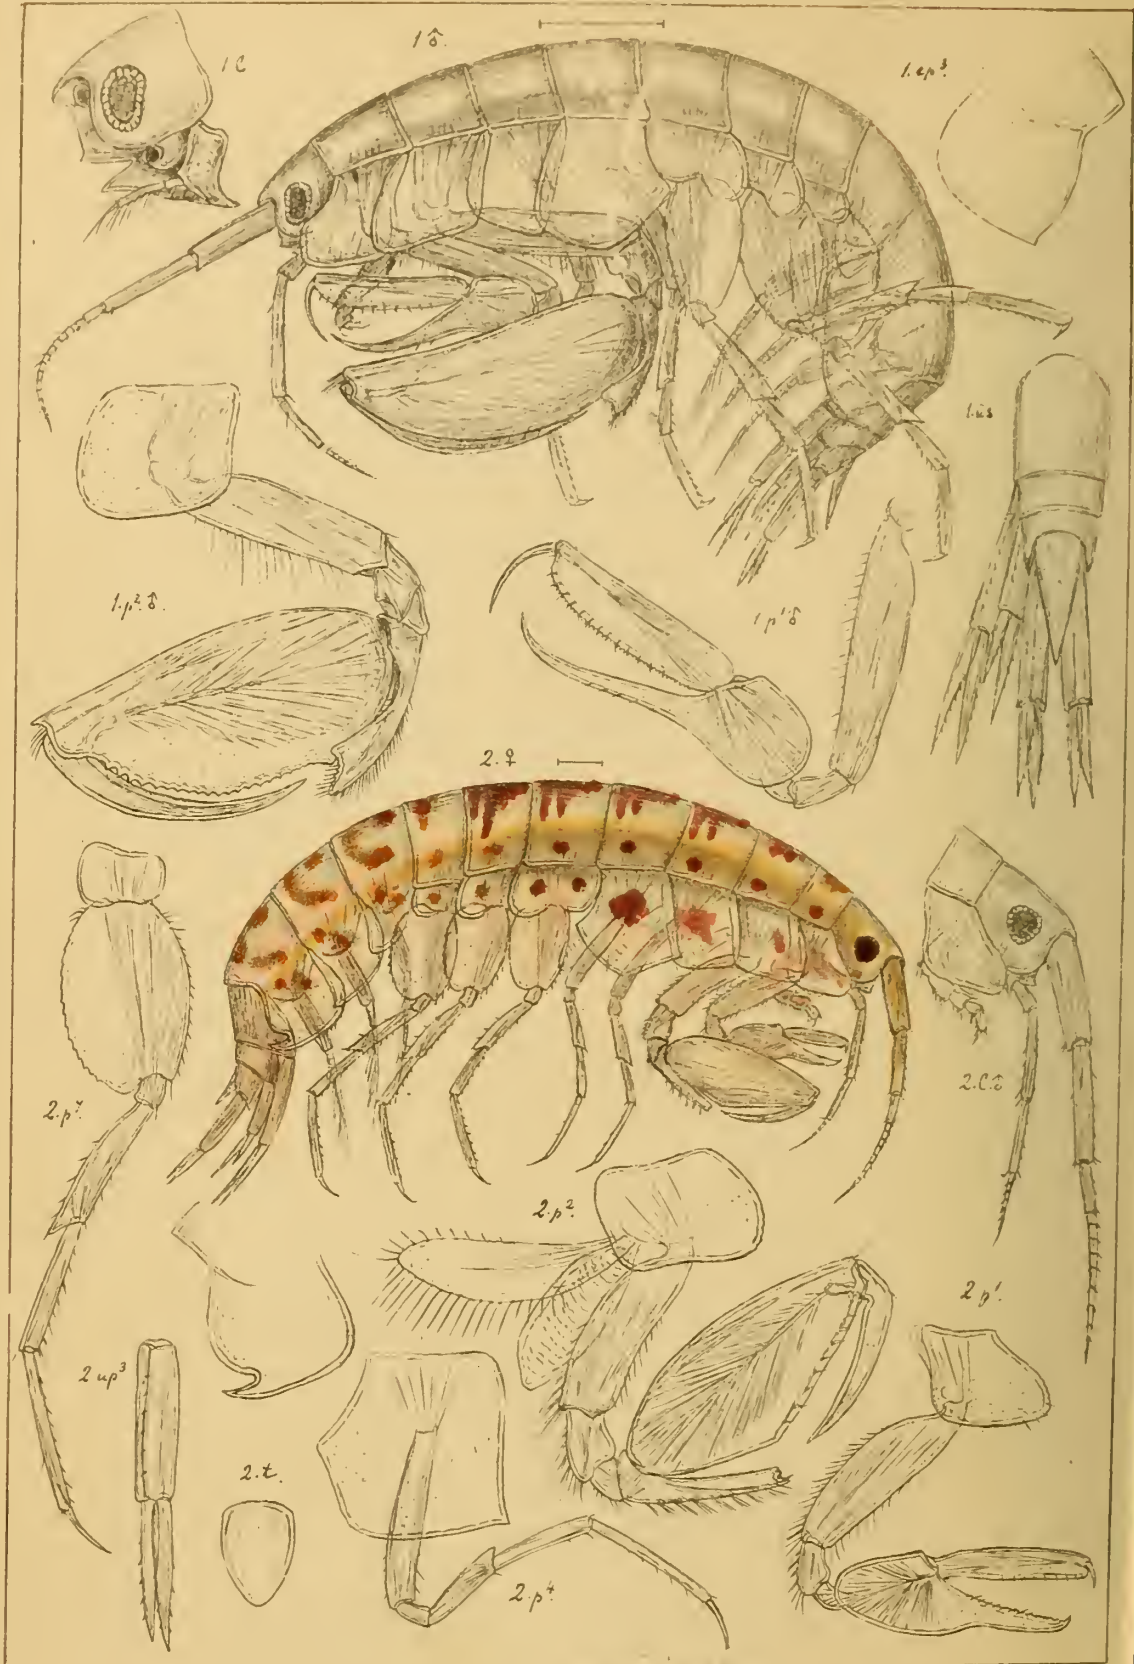 1 ♂.
1 C
1.ep³.
1.us
1.p². ♂.
1 p¹ ♂
2. ♀
2.p⁷.
2.C ♂
2.p².
2 p¹.
2 up³
2.t.
2.p⁴.